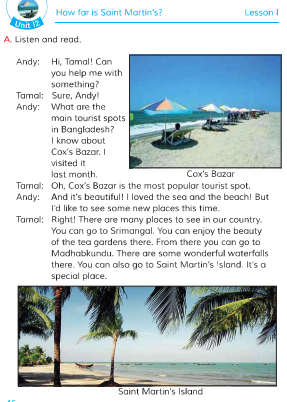 Unit 12
How far is Saint Martin's?
Lesson 1
A. Listen and read.
Andy: Hi, Tamal! Can
you help me with
something?
Tamal: Sure, Andy!
Andy: What are the
main tourist spots
in Bangladesh?
I know about
Cox's Bazar. I
visited it
last month.
Cox's Bazar
Tamal: Oh, Cox's Bazar is the most popular tourist spot.
Andy: And it's beautiful! I loved the sea and the beach! But
I'd like to see some new places this time.
Tamal: Right! There are many places to see in our country.
You can go to Srimangal. You can enjoy the beauty
of the tea gardens there. From there you can go to
Madhabkundu. There are some wonderful waterfalls
there. You can also go to Saint Martin's Island. It's a
special place.
Saint Martin's Island